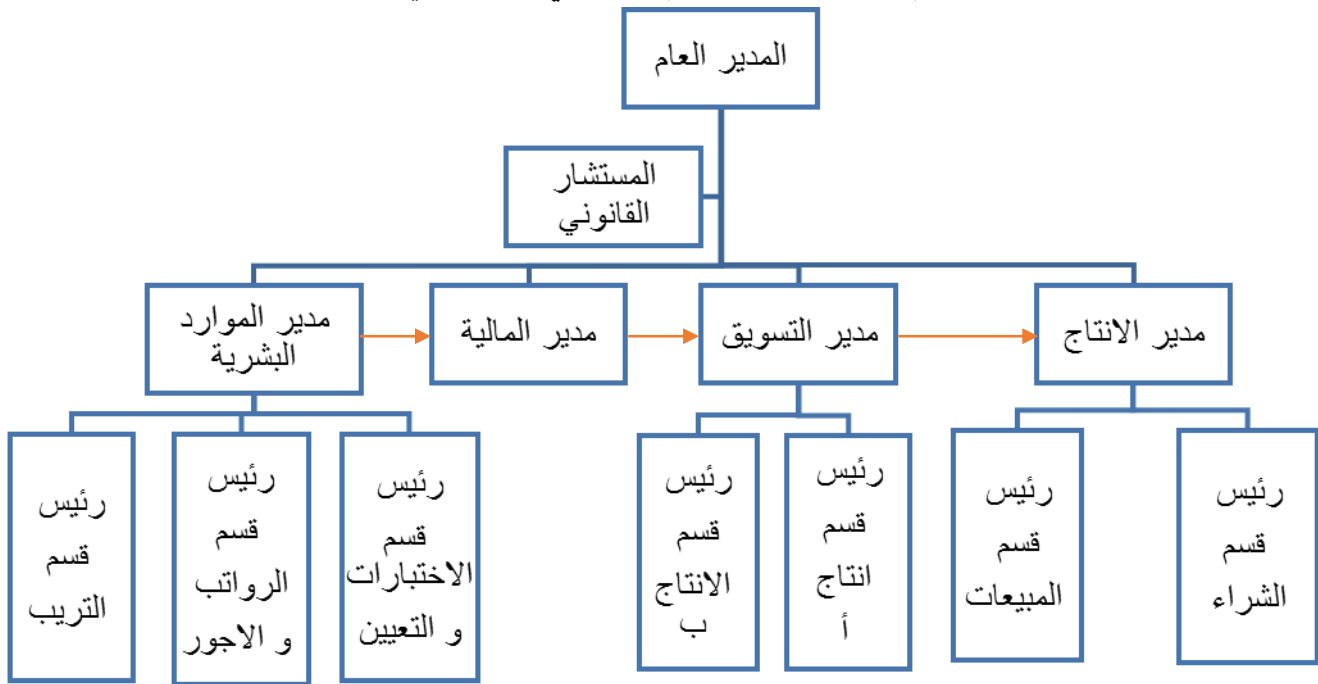 المدير العام
المستشار
القانوني
مدير الانتاج
مدير التسويق
مدير المالية
مدير الموارد
البشرية
رئيس
قسم
الشراء
رئيس
قسم
المبيعات
رئيس
قسم
انتاج
أ
رئيس
قسم
الانتاج
ب
رئيس
قسم
الاختبارات
و التعيين
رئيس
قسم
الرواتب
و الاجور
رئيس
قسم
التريب